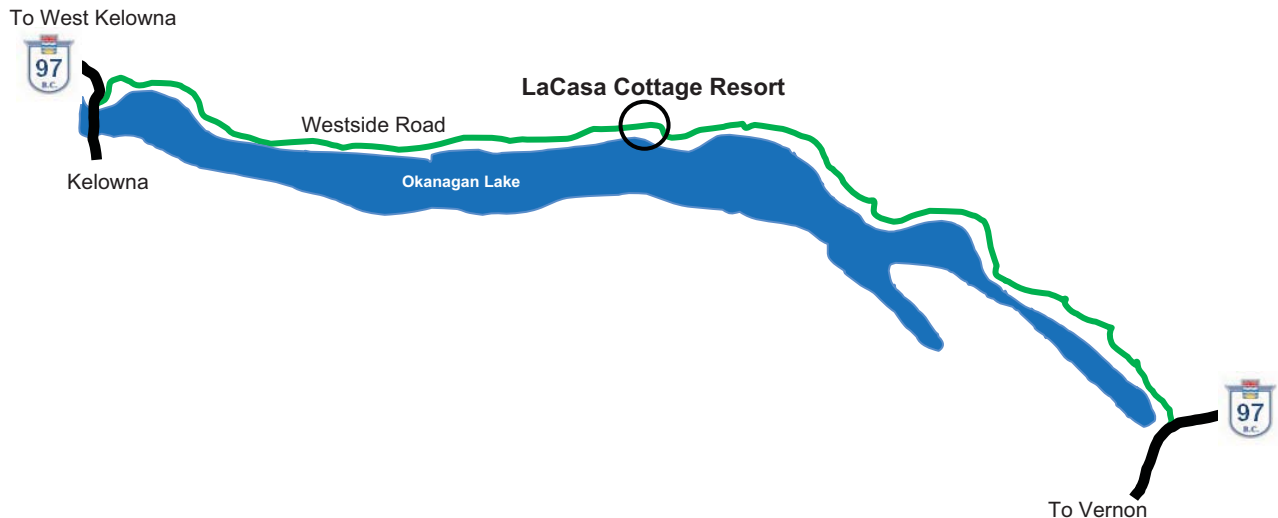 To West Kelowna
97
B.C.
LaCasa Cottage Resort
Westside Road
Kelowna
Okanagan Lake
97
B.C.
To Vernon